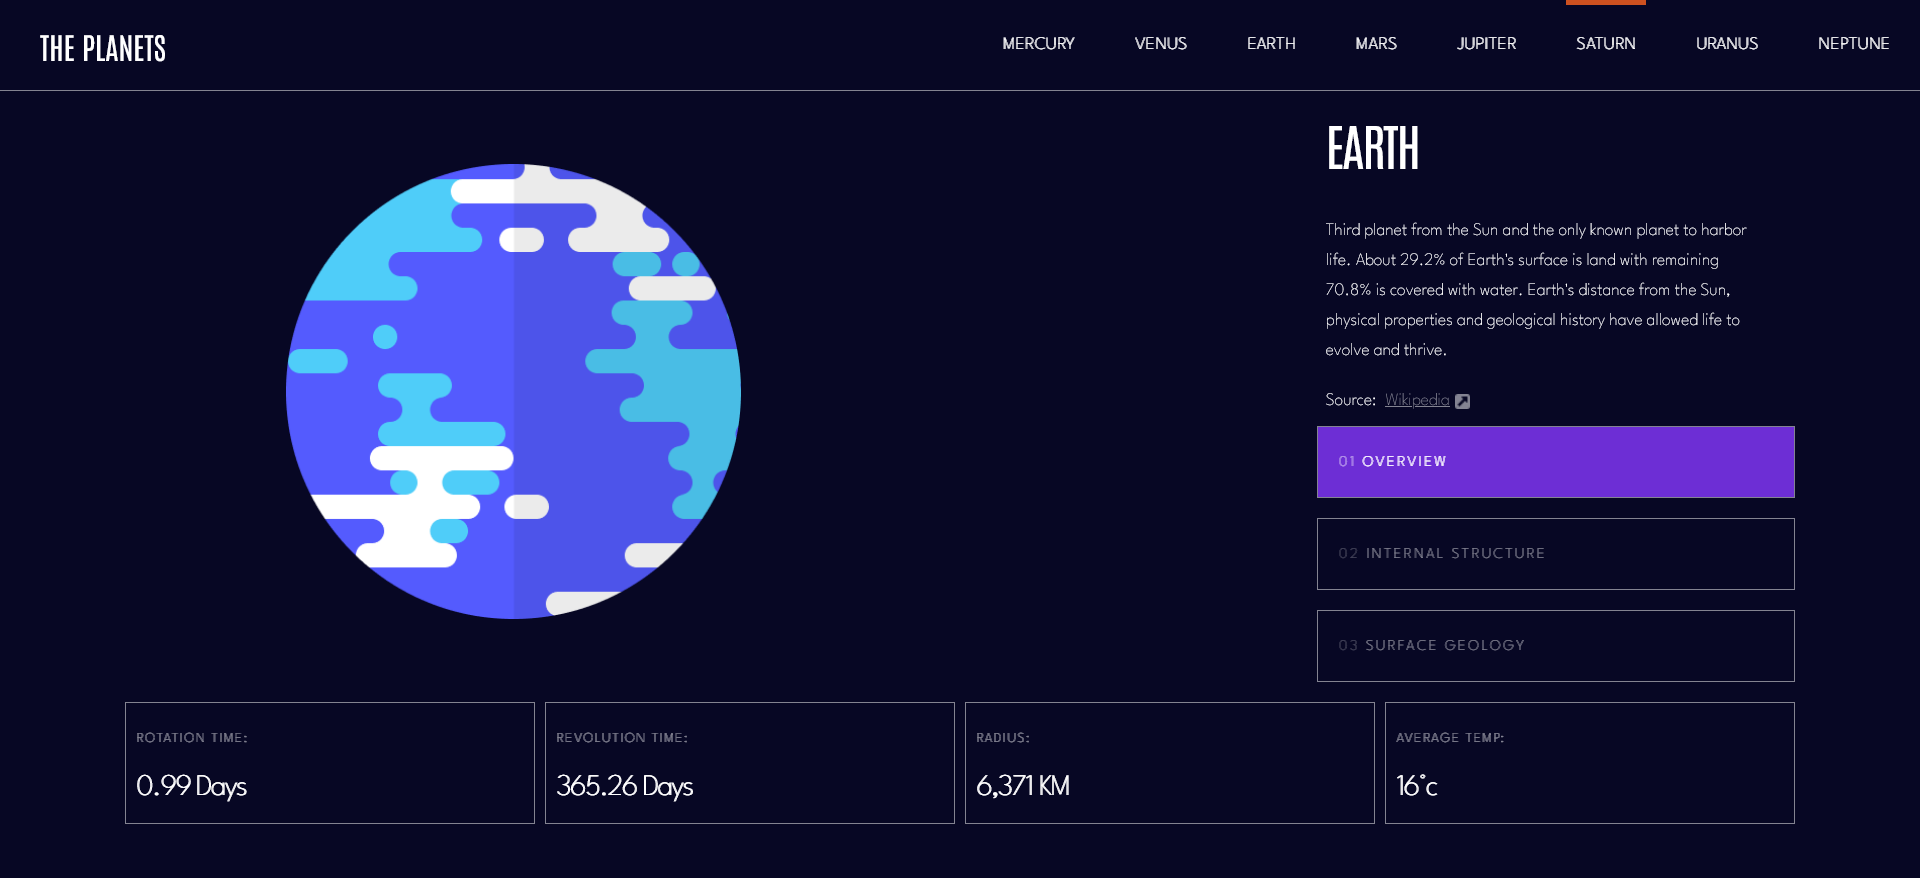 THE PLANETS
MERCURY VENUS EARTH MARS JUPITER SATURN URANUS NEPTUNE
EARTH
Third planet from the Sun and the only known planet to harbor
life. About 29.2% of Earth's surface is land with remaining
70.8% is covered with water. Earth's distance from the Sun,
physical properties and geological history have allowed life to
evolve and thrive.
Source: Wikipedia
01 OVERVIEW
02 INTERNAL STRUCTURE
03 SURFACE GEOLOGY
ROTATION TIME:
0.99 Days
REVOLUTION TIME:
365.26 Days
RADIUS:
6,371 KM
AVERAGE TEMP:
16°c